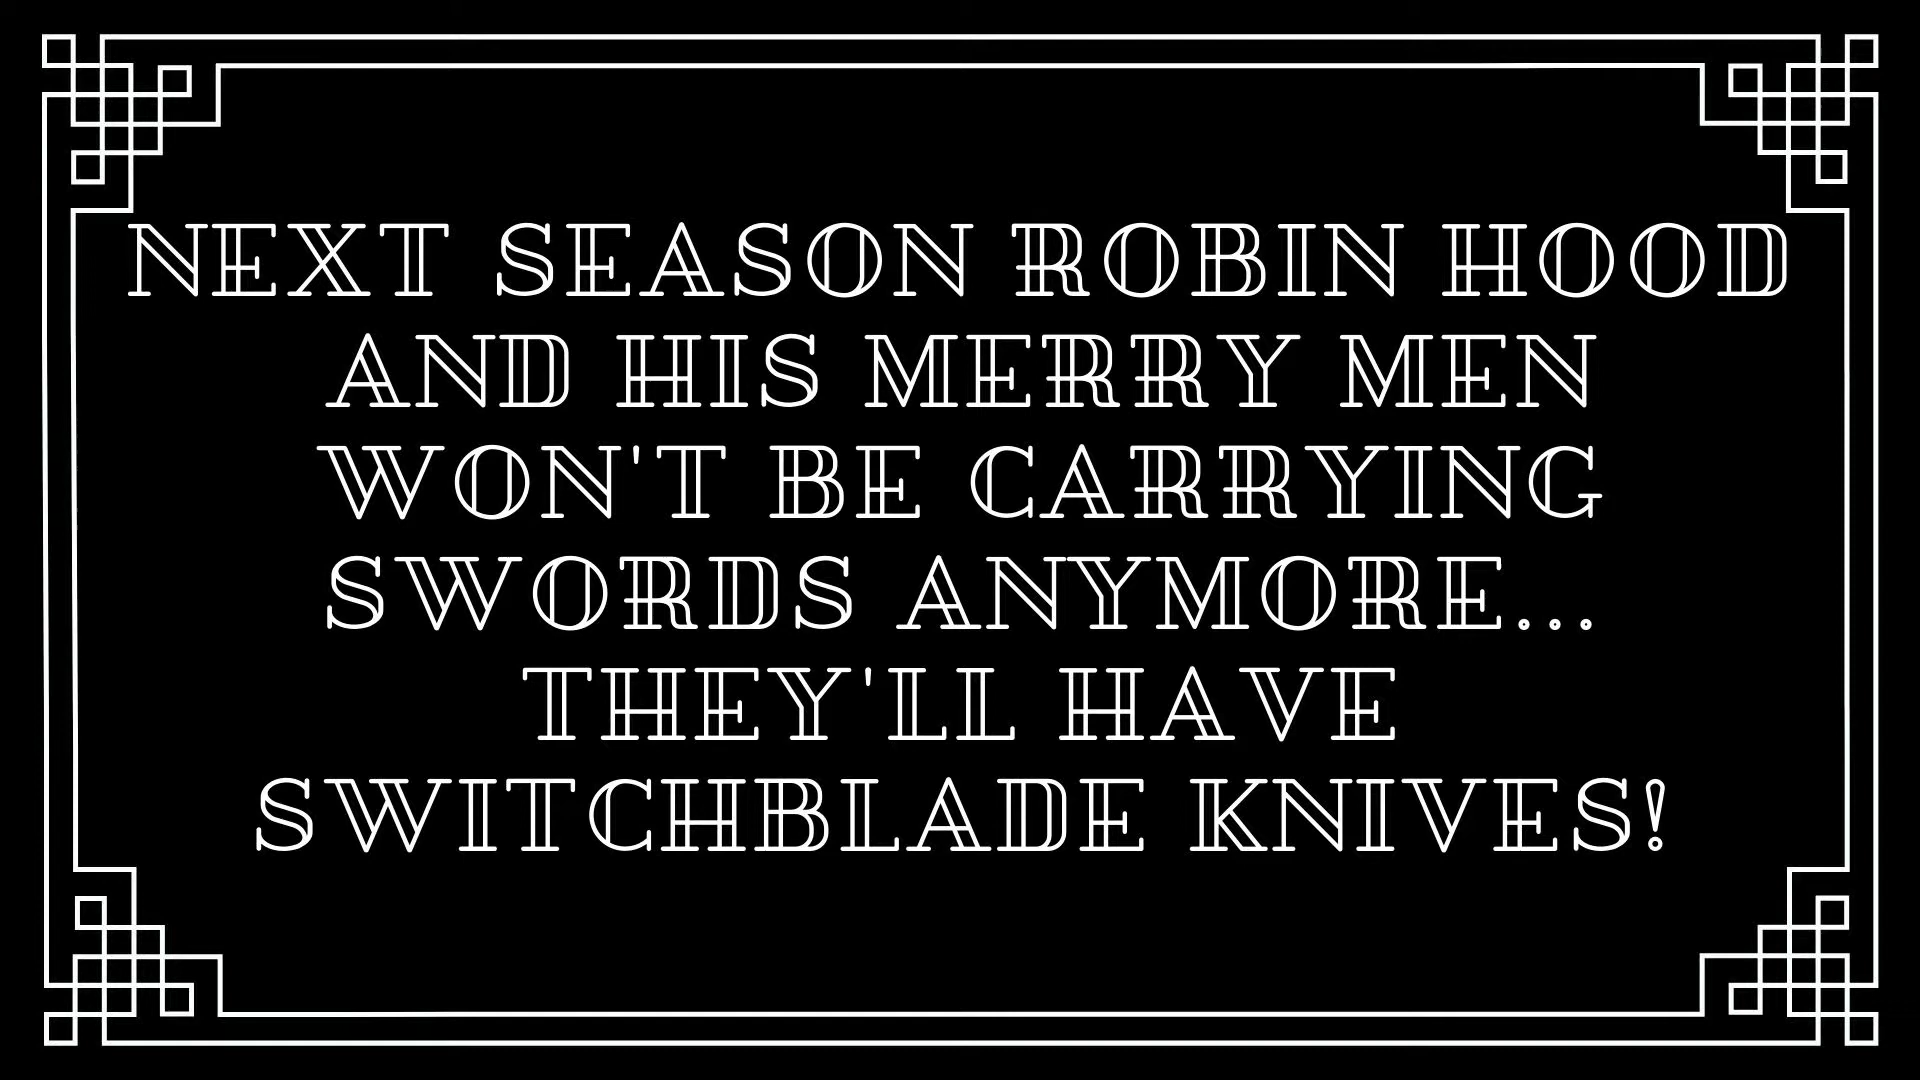 NEXT SEASON ROBIN HOOD
AND HIS MERRY MEN
WON'T BE CARRYING
SWORDS ANYMORE...
THEY'LL HAVE
SWITCHBLADE KNIVES!